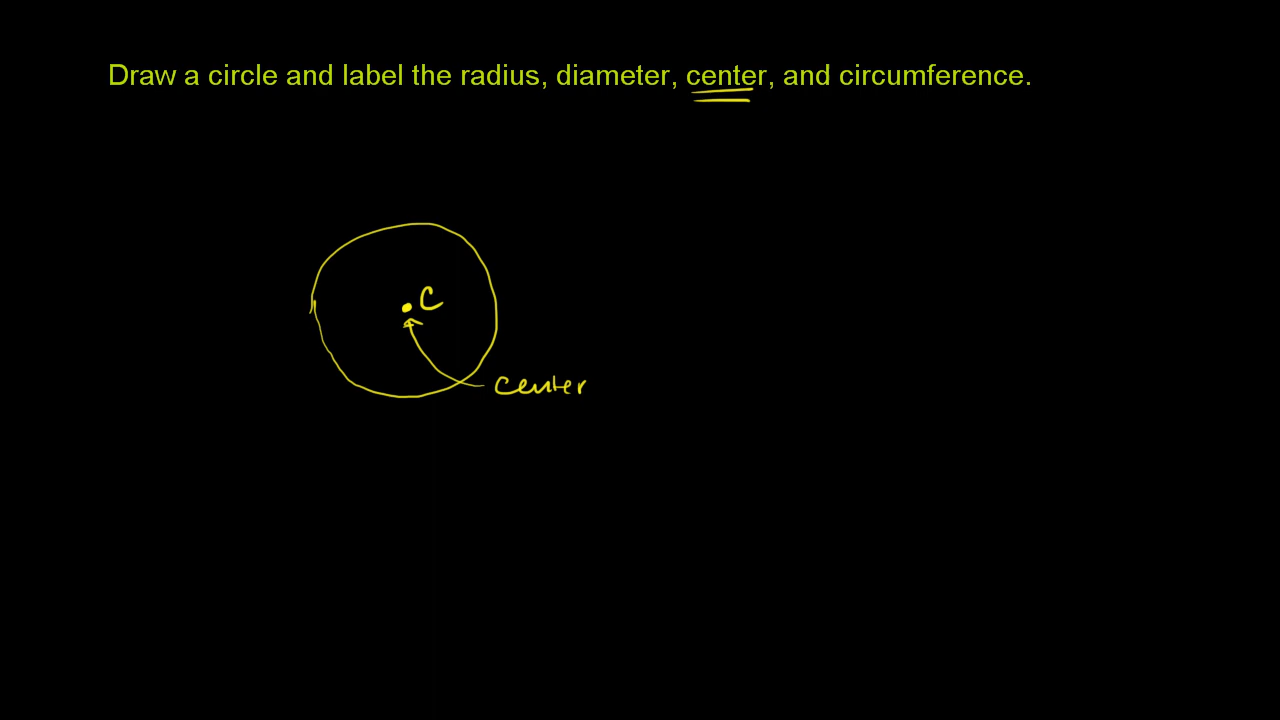 Draw a circle and label the radius, diameter, center, and circumference.
C
center